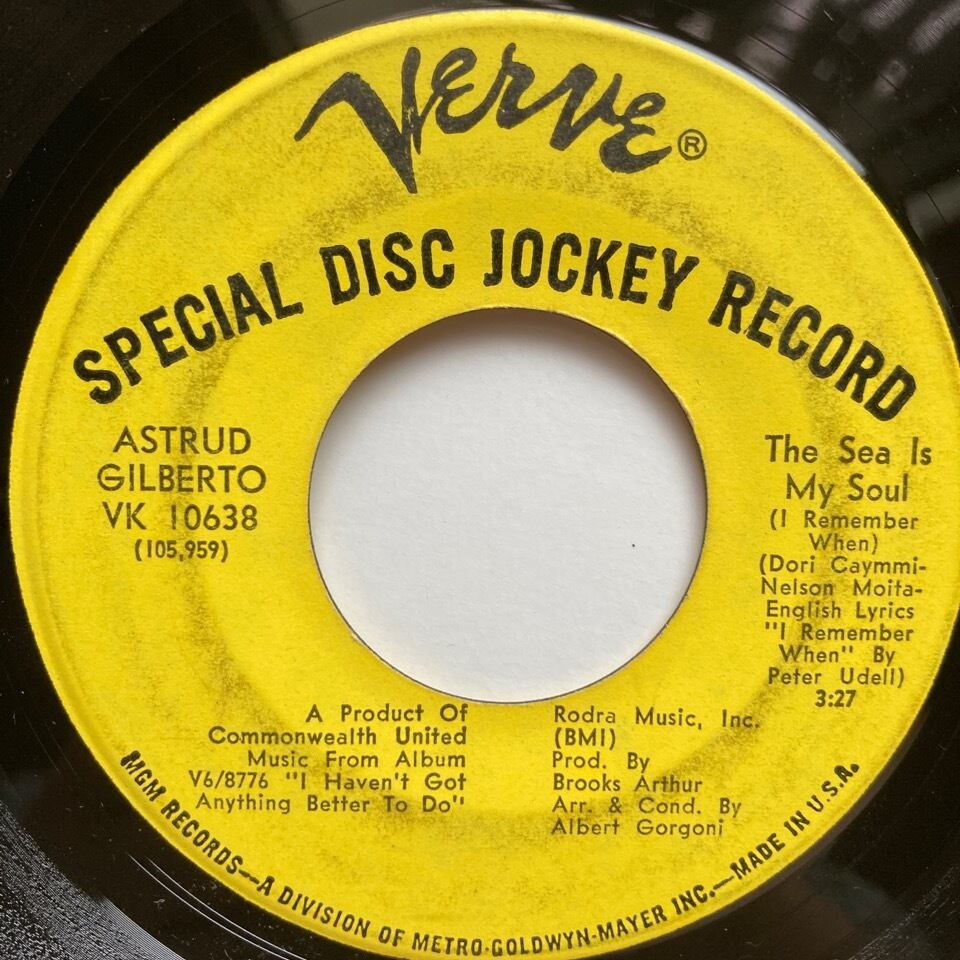 Verve®
SPECIAL DISC JOCKEY RECORD
ASTRUD
GILBERTO
VK 10638
(105,959)
The Sea Is
My Soul
(I Remember
When)
(Dori Caymmi-
Nelson Moita-
English Lyrics
"I Remember
When" By
Peter Udell)
3:27
A Product Of
Commonwealth United
Music From Album
V6/8776 "I Haven't Got
Anything Better To Do"
Rodra Music, Inc.
(BMI)
Prod. By
Brooks Arthur
Arr. & Cond. By
Albert Gorgoni
MGM RECORDS—A DIVISION OF METRO-GOLDWYN-MAYER INC.—MADE IN U.S.A.